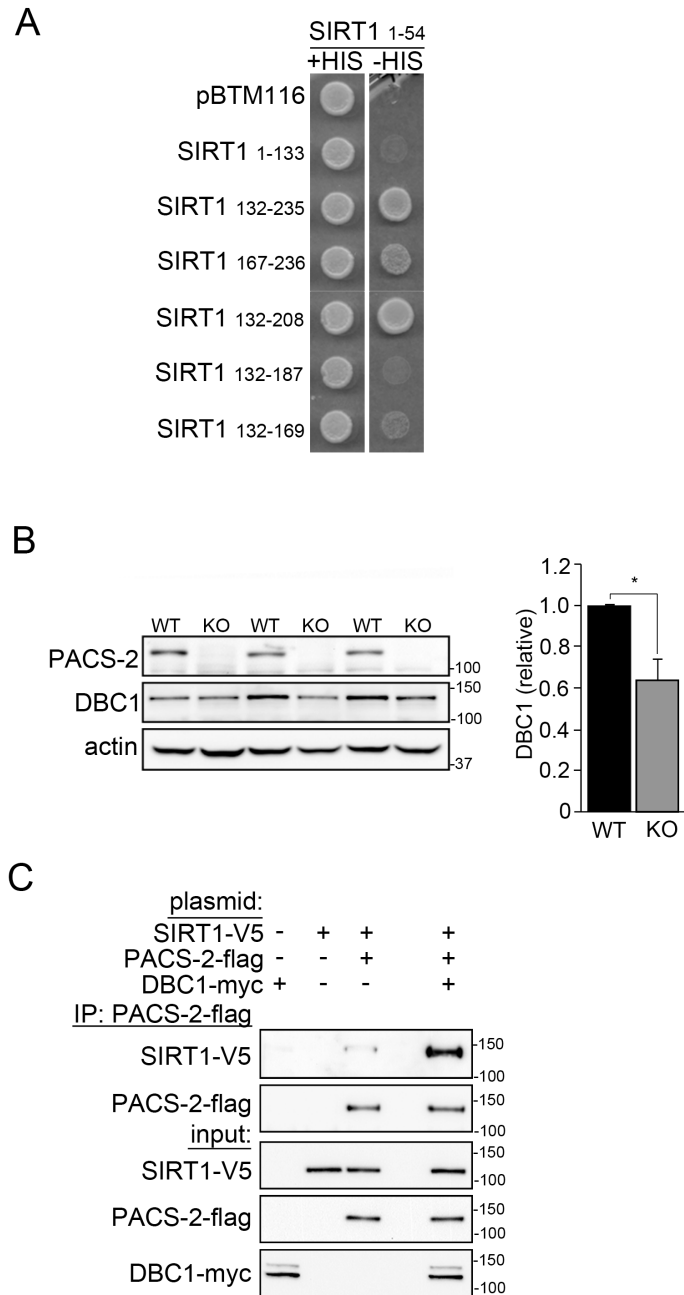 A
SIRT1 1-54
+HIS -HIS
pBTM116
SIRT1 1-133
SIRT1 132-235
SIRT1 167-236
SIRT1 132-208
SIRT1 132-187
SIRT1 132-169
B
WT KO WT KO WT KO
PACS-2 -100
DBC1 -150
-100
actin -37
DBC1 (relative)
1.2
1.0
0.8
0.6
0.4
0.2
0
*
WT KO
C
plasmid:
SIRT1-V5 - + + +
PACS-2-flag - - + +
DBC1-myc + - - +
IP: PACS-2-flag
SIRT1-V5 -150
-100
PACS-2-flag -150
-100
input:
SIRT1-V5 -150
-100
PACS-2-flag -150
-100
DBC1-myc -150
-100